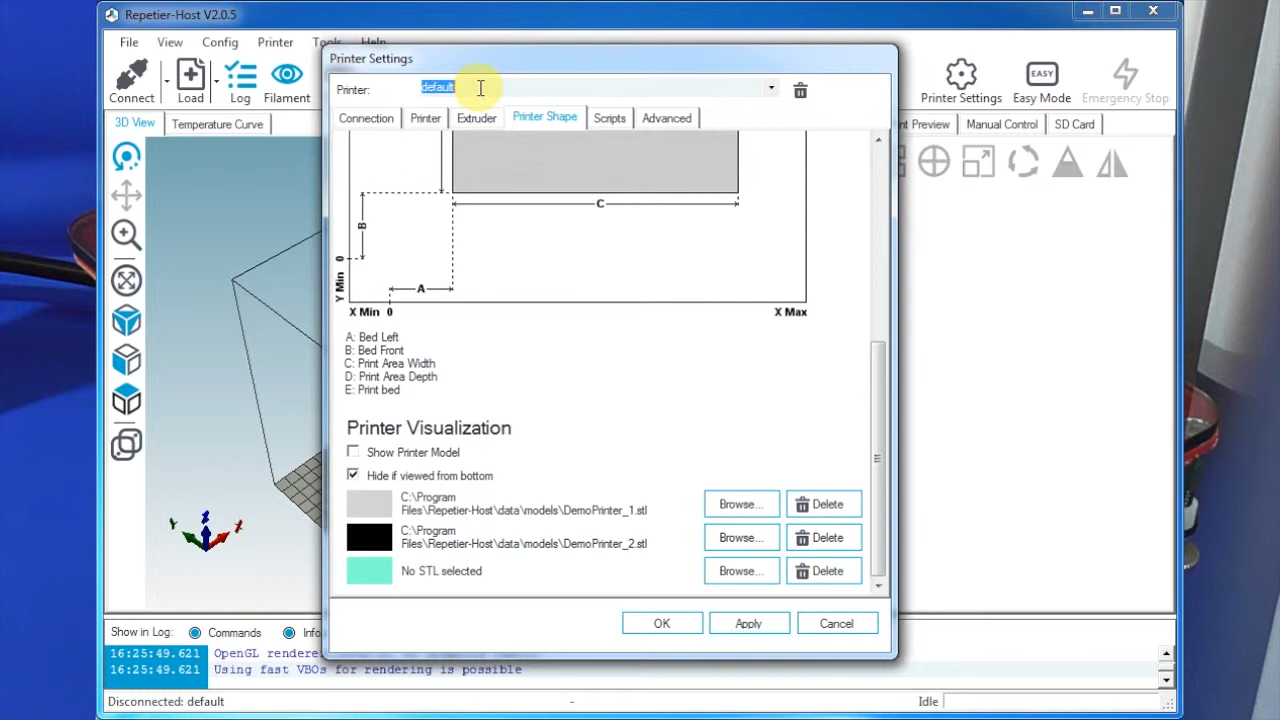 Repetier-Host V2.0.5
File View Config Printer Tools Help
Connect Load Log Filament Printer Settings Easy Mode Emergency Stop
EASY
3D View Temperature Curve nt Preview Manual Control SD Card
Printer Settings
Printer: default
Connection Printer Extruder Printer Shape Scripts Advanced
C
B
Y Min 0
A
X Min 0 X Max
A: Bed Left
B: Bed Front
C: Print Area Width
D: Print Area Depth
E: Print bed
Printer Visualization
Show Printer Model
Hide if viewed from bottom
C:\Program
Files\Repetier-Host\data\models\DemoPrinter_1.stl
Browse... Delete
C:\Program
Files\Repetier-Host\data\models\DemoPrinter_2.stl
Browse... Delete
No STL selected Browse... Delete
OK Apply Cancel
Y Z X
Show in Log: Commands Info
16:25:49.621 OpenGL rendere
16:25:49.621 Using fast VBOs for rendering is possible
Disconnected: default - Idle